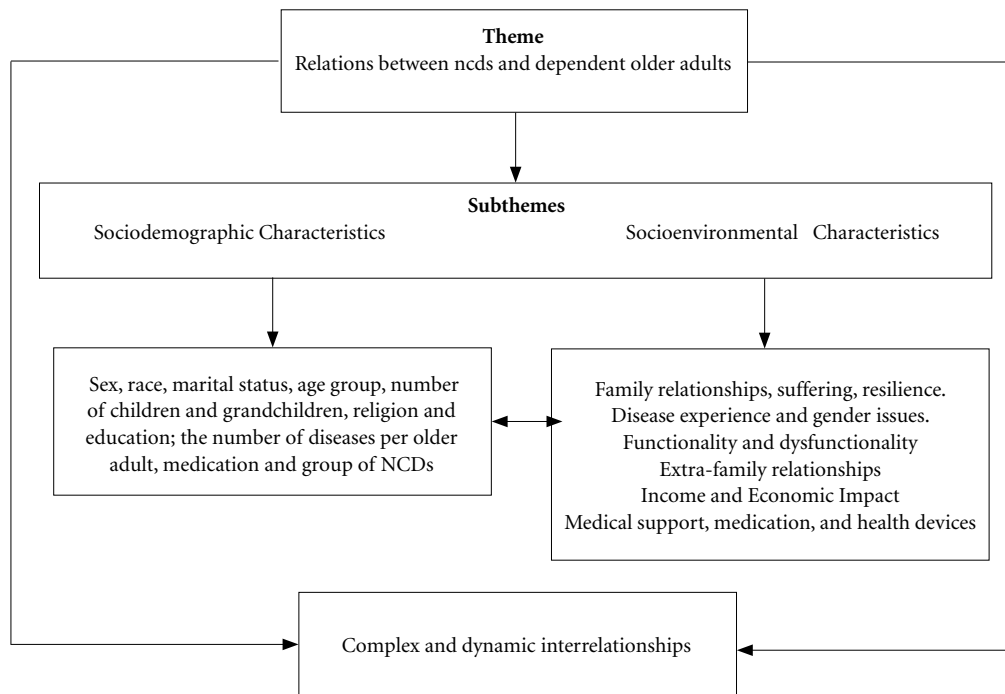 Theme
Relations between ncds and dependent older adults
Subthemes
Sociodemographic Characteristics
Socioenvironmental Characteristics
Sex, race, marital status, age group, number
of children and grandchildren, religion and
education; the number of diseases per older
adult, medication and group of NCDs
Family relationships, suffering, resilience.
Disease experience and gender issues.
Functionality and dysfunctionality
Extra-family relationships
Income and Economic Impact
Medical support, medication, and health devices
Complex and dynamic interrelationships